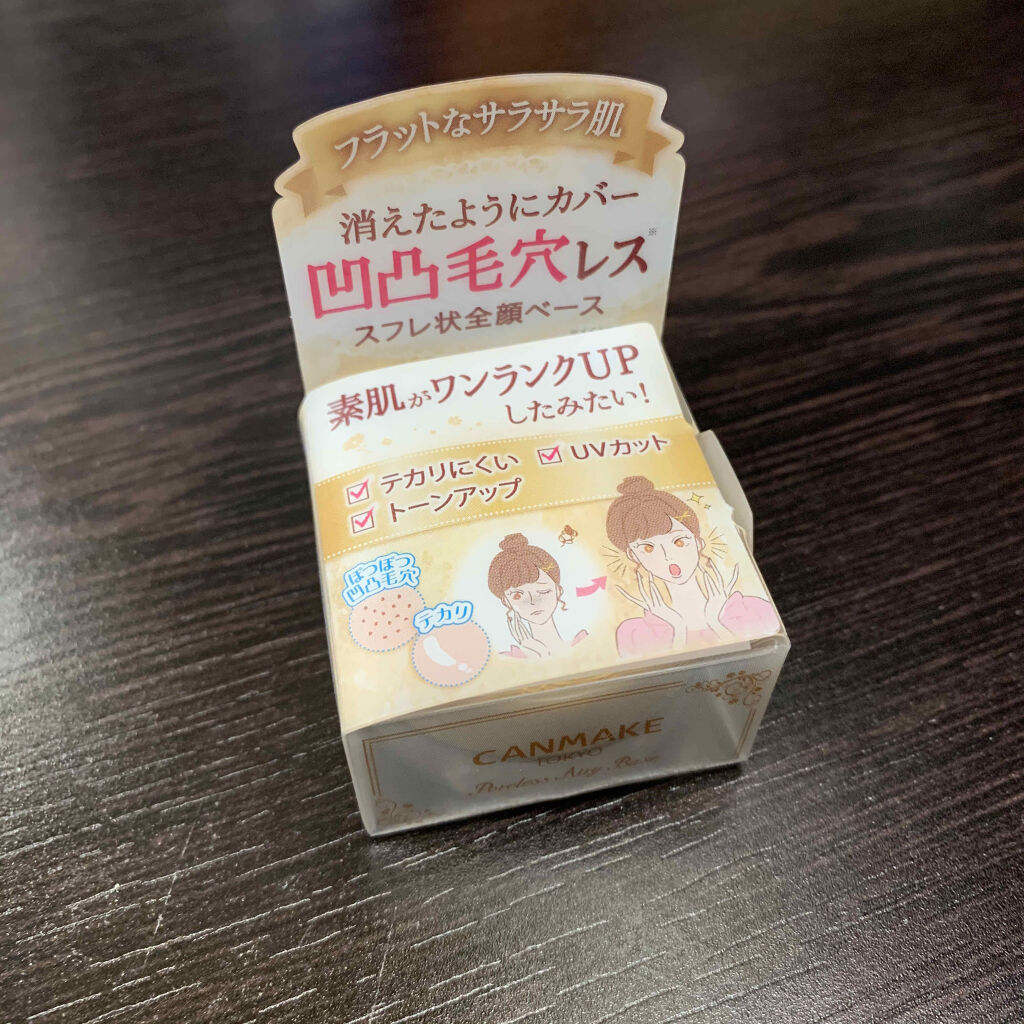 フラットなサラサラ肌
消えたようにカバー
凹凸毛穴レス※
スフレ状全顔ベース
素肌がワンランクUP
したみたい!
テカリにくい
UVカット
トーンアップ
ぽつぽつ
凹凸毛穴
テカリ
CANMAKE
TOKYO
Poreless Airy Base